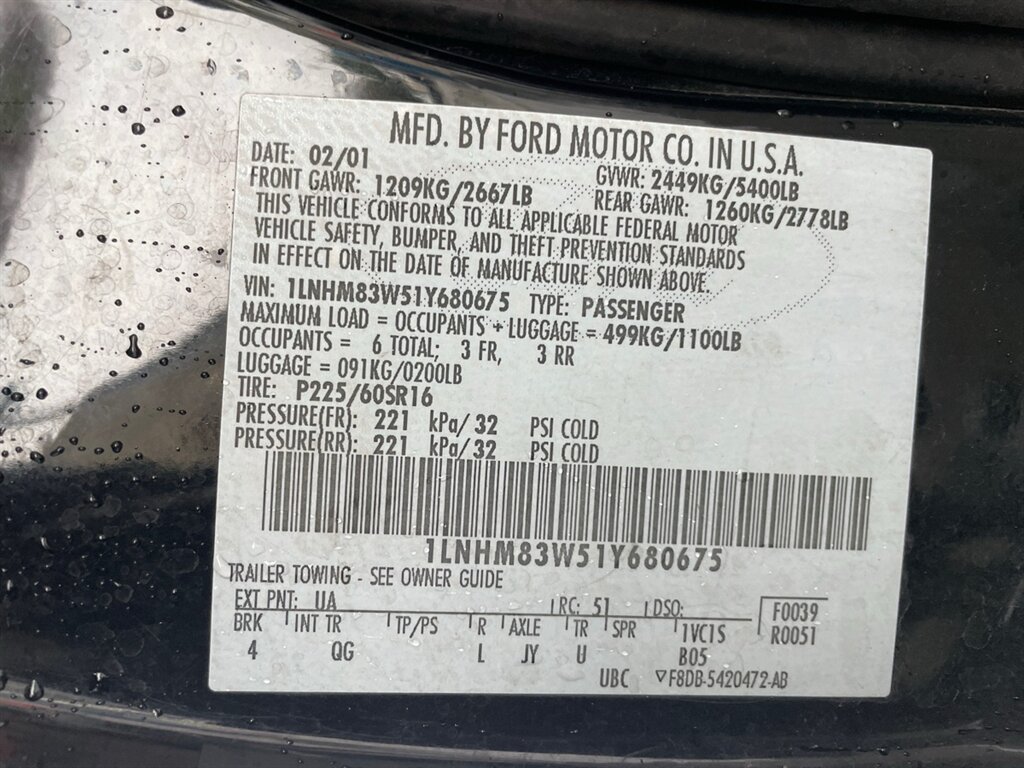 MFD. BY FORD MOTOR CO. IN U.S.A.
DATE: 02/01 GVWR: 2449KG/5400LB
FRONT GAWR: 1209KG/2667LB REAR GAWR: 1260KG/2778LB
THIS VEHICLE CONFORMS TO ALL APPLICABLE FEDERAL MOTOR
VEHICLE SAFETY, BUMPER, AND THEFT PREVENTION STANDARDS
IN EFFECT ON THE DATE OF MANUFACTURE SHOWN ABOVE.
VIN: 1LNHM83W51Y680675 TYPE: PASSENGER
MAXIMUM LOAD = OCCUPANTS + LUGGAGE = 499KG/1100LB
OCCUPANTS = 6 TOTAL; 3 FR, 3 RR
LUGGAGE = 091KG/0200LB
TIRE: P225/60SR16
PRESSURE(FR): 221 kPa/ 32 PSI COLD
PRESSURE(RR): 221 kPa/ 32 PSI COLD
1LNHM83W51Y680675
TRAILER TOWING - SEE OWNER GUIDE
EXT PNT: UA RC: 51 DSO: F0039
BRK INT TR TP/PS R AXLE TR SPR 1VC1S R0051
4 QG L JY U B05
UBC ▽F8DB-5420472-AB